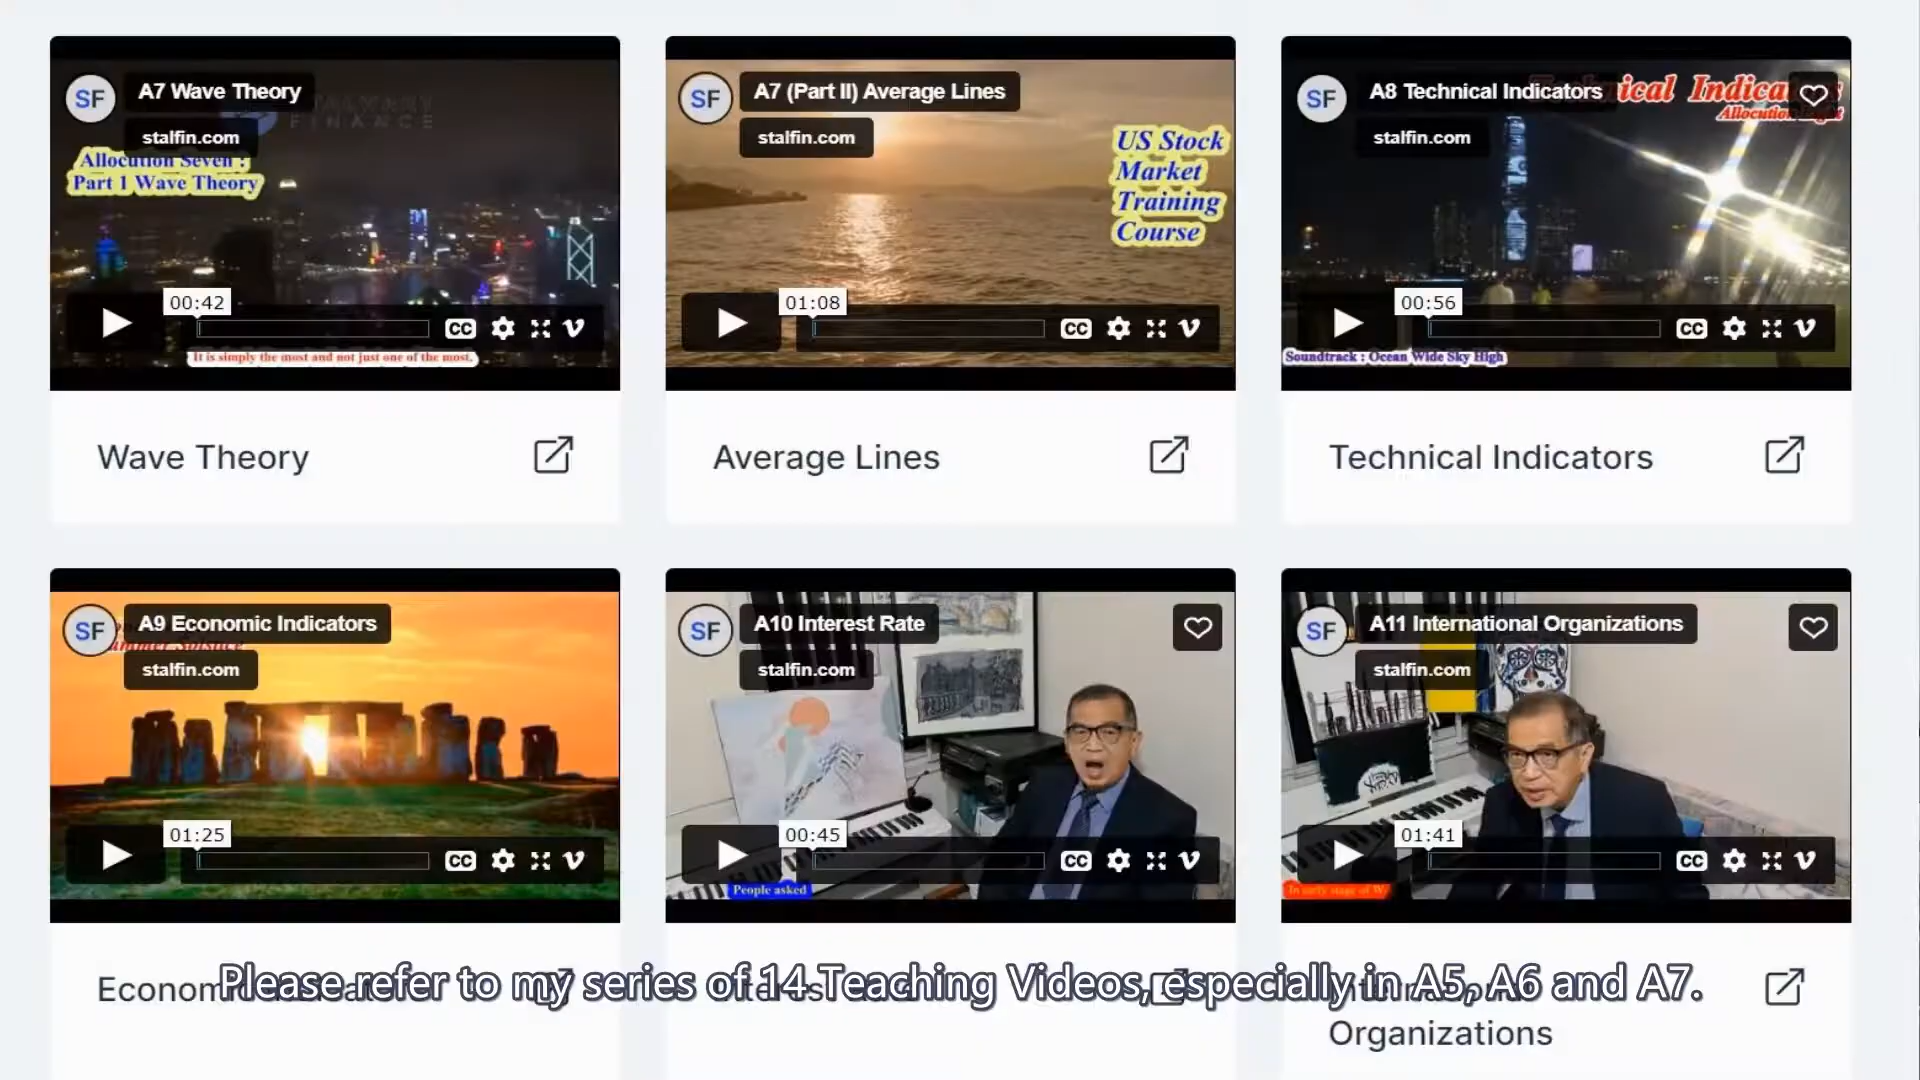 SF
A7 Wave Theory
stalfin.com
FINANCE
Allocution Seven :
Part 1 Wave Theory
00:42
CC
It is simply the most and not just one of the most.
Wave Theory
SF
A7 (Part II) Average Lines
stalfin.com
US Stock
Market
Training
Course
01:08
CC
Average Lines
SF
A8 Technical Indicators
stalfin.com
00:56
CC
Soundtrack : Ocean Wide Sky High
Technical Indicators
SF
A9 Economic Indicators
stalfin.com
01:25
CC
SF
A10 Interest Rate
stalfin.com
00:45
CC
People asked
SF
A11 International Organizations
stalfin.com
01:41
CC
In early stage of W
Organizations
Please refer to my series of 14 Teaching Videos, especially in A5, A6 and A7.